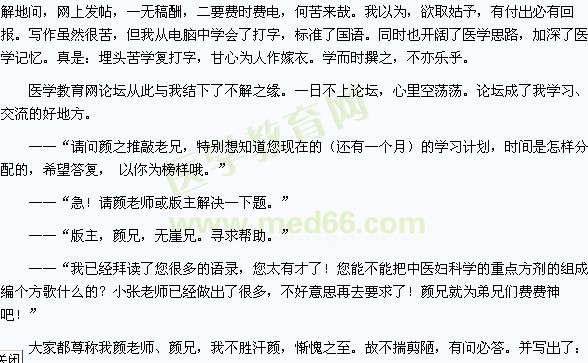 解地问，网上发帖，一无稿酬，二要费时费电，何苦来哉。我以为，欲取姑予，有付出必有回
报。写作虽然很苦，但我从电脑中学会了打字，标准了国语。同时也开阔了医学思路，加深了医
学记忆。真是：埋头苦学复打字，甘心为人作嫁衣。学而时撰之，不亦乐乎。
医学教育网论坛从此与我结下了不解之缘。一日不上论坛，心里空荡荡。论坛成了我学习、
交流的好地方。
——“请问颜之推敲老兄，特别想知道您现在的（还有一个月）的学习计划，时间是怎样分
配的，希望答复， 以你为榜样哦。”
——“急！请颜老师或版主解决一下题。”
——“版主，颜兄，无崖兄。寻求帮助。”
——“我已经拜读了您很多的语录，您太有才了！您能不能把中医妇科学的重点方剂的组成
编个方歌什么的？小张老师已经做出了很多，不好意思再去要求了！颜兄就为弟兄们费费神
吧！”
大家都尊称我颜老师、颜兄，我不胜汗颜，惭愧之至。故不揣剪陋，有问必答。并写出了：
关闭
医学教育网
www.med66.com